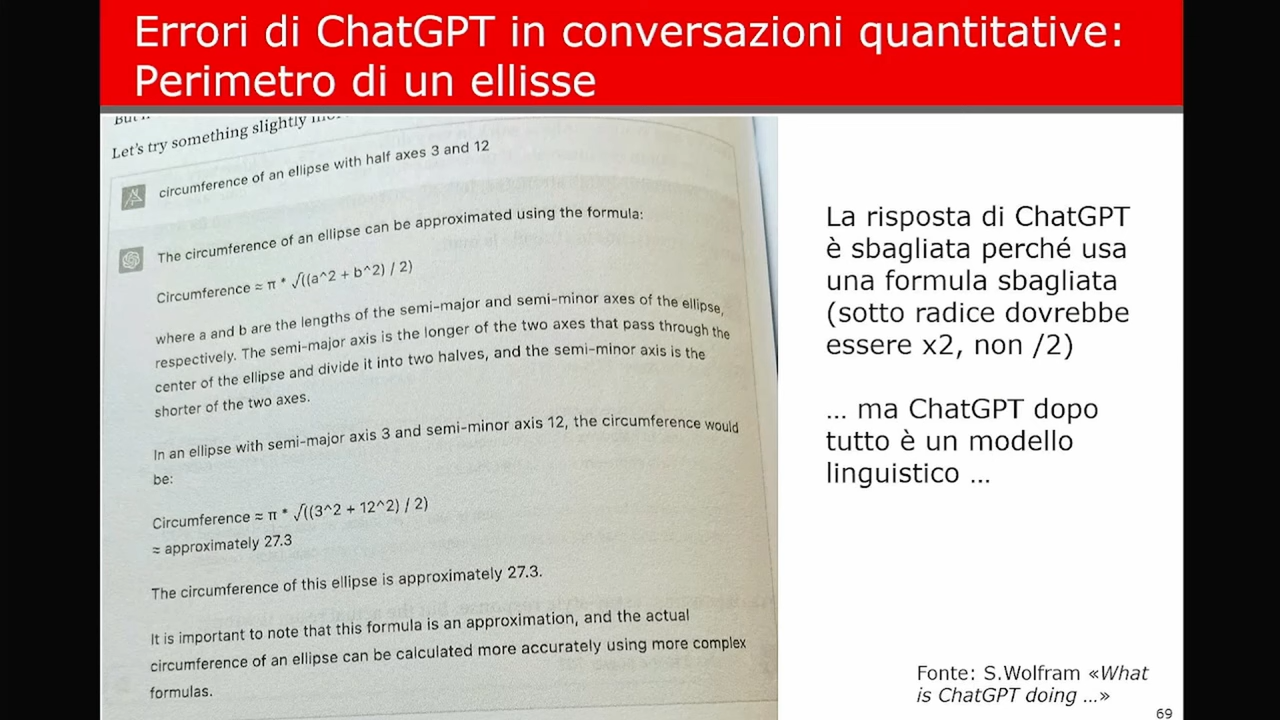 Errori di ChatGPT in conversazioni quantitative:
Perimetro di un ellisse
Let's try something slightly
circumference of an ellipse with half axes 3 and 12
The circumference of an ellipse can be approximated using the formula:
Circumference ≈ π * √((a^2 + b^2) / 2)
where a and b are the lengths of the semi-major and semi-minor axes of the ellipse,
respectively. The semi-major axis is the longer of the two axes that pass through the
center of the ellipse and divide it into two halves, and the semi-minor axis is the
shorter of the two axes.
In an ellipse with semi-major axis 3 and semi-minor axis 12, the circumference would
be:
Circumference ≈ π * √((3^2 + 12^2) / 2)
≈ approximately 27.3
The circumference of this ellipse is approximately 27.3.
It is important to note that this formula is an approximation, and the actual
circumference of an ellipse can be calculated more accurately using more complex
formulas.
La risposta di ChatGPT
è sbagliata perché usa
una formula sbagliata
(sotto radice dovrebbe
essere x2, non /2)
... ma ChatGPT dopo
tutto è un modello
linguistico ...
Fonte: S.Wolfram «What
is ChatGPT doing ...»
69